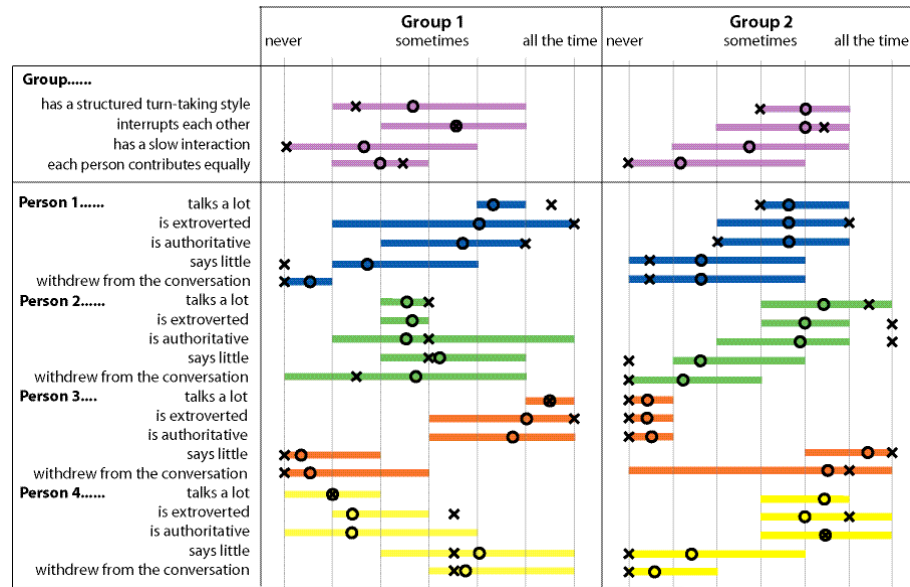 Group 1 Group 2
never sometimes all the time never sometimes all the time
Group......
has a structured turn-taking style
interrupts each other
has a slow interaction
each person contributes equally
Person 1...... talks a lot
is extroverted
is authoritative
says little
withdrew from the conversation
Person 2...... talks a lot
is extroverted
is authoritative
says little
withdrew from the conversation
Person 3.... talks a lot
is extroverted
is authoritative
says little
withdrew from the conversation
Person 4...... talks a lot
is extroverted
is authoritative
says little
withdrew from the conversation